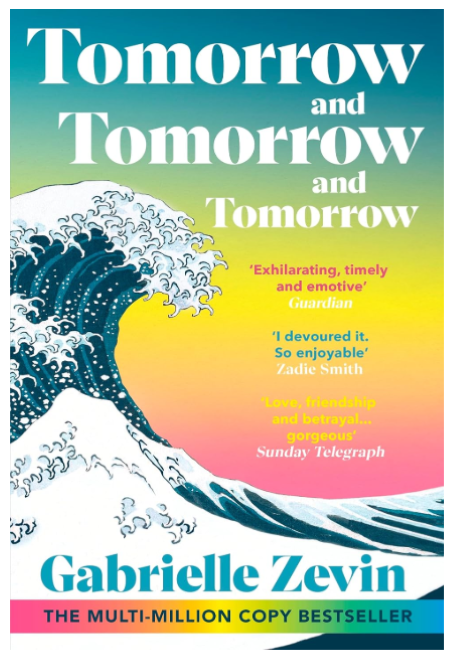 Tomorrow
and
Tomorrow
and
Tomorrow
‘Exhilarating, timely
and emotive’
Guardian
‘I devoured it.
So enjoyable’
Zadie Smith
‘Love, friendship
and betrayal...
gorgeous’
Sunday Telegraph
Gabrielle Zevin
THE MULTI-MILLION COPY BESTSELLER